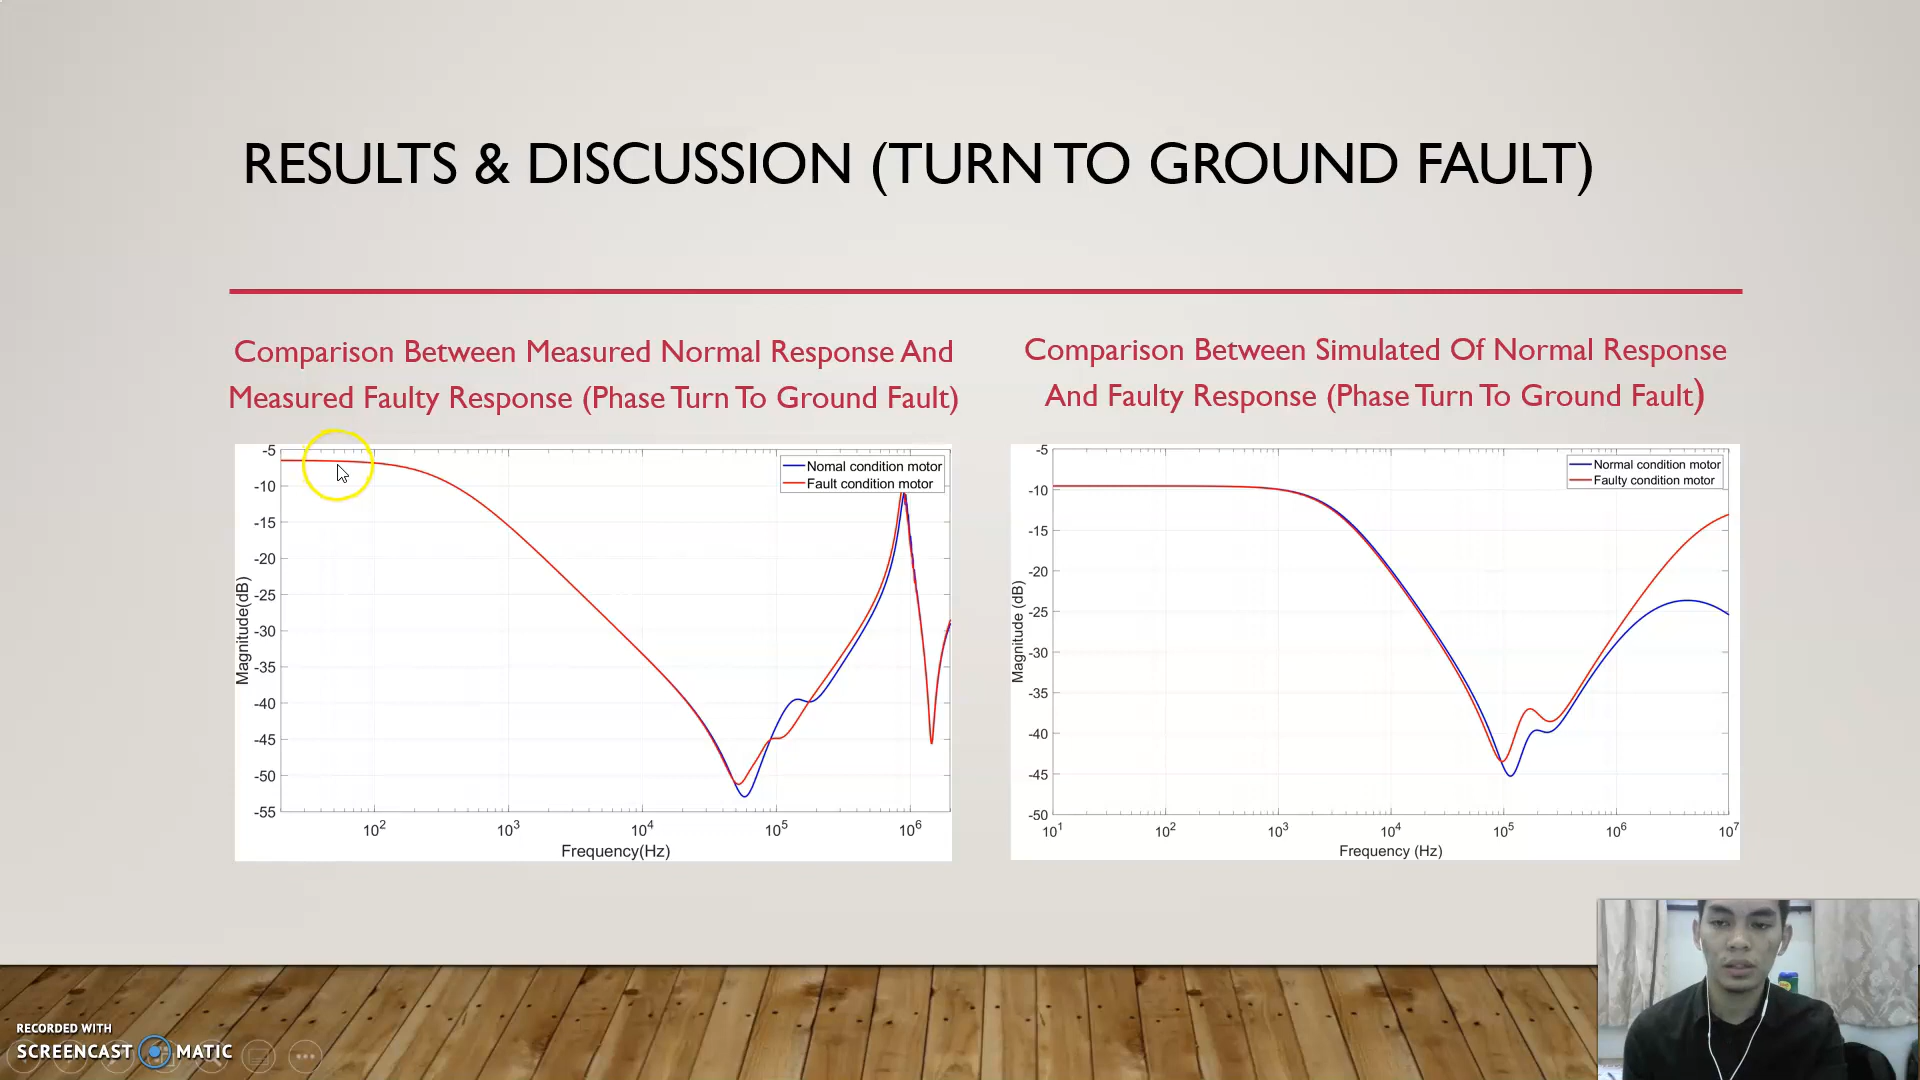 RESULTS & DISCUSSION (TURN TO GROUND FAULT)
Comparison Between Measured Normal Response And
Measured Faulty Response (Phase Turn To Ground Fault)
Comparison Between Simulated Of Normal Response
And Faulty Response (Phase Turn To Ground Fault)
-5
-10
-15
-20
-25
-30
-35
-40
-45
-50
-55
Magnitude(dB)
Nomal condition motor
Fault condition motor
10²
10³
10⁴
10⁵
10⁶
Frequency(Hz)
-5
-10
-15
-20
-25
-30
-35
-40
-45
-50
Magnitude (dB)
Normal condition motor
Faulty condition motor
10¹
10²
10³
10⁴
10⁵
10⁶
10⁷
Frequency (Hz)
RECORDED WITH
SCREENCAST MATIC